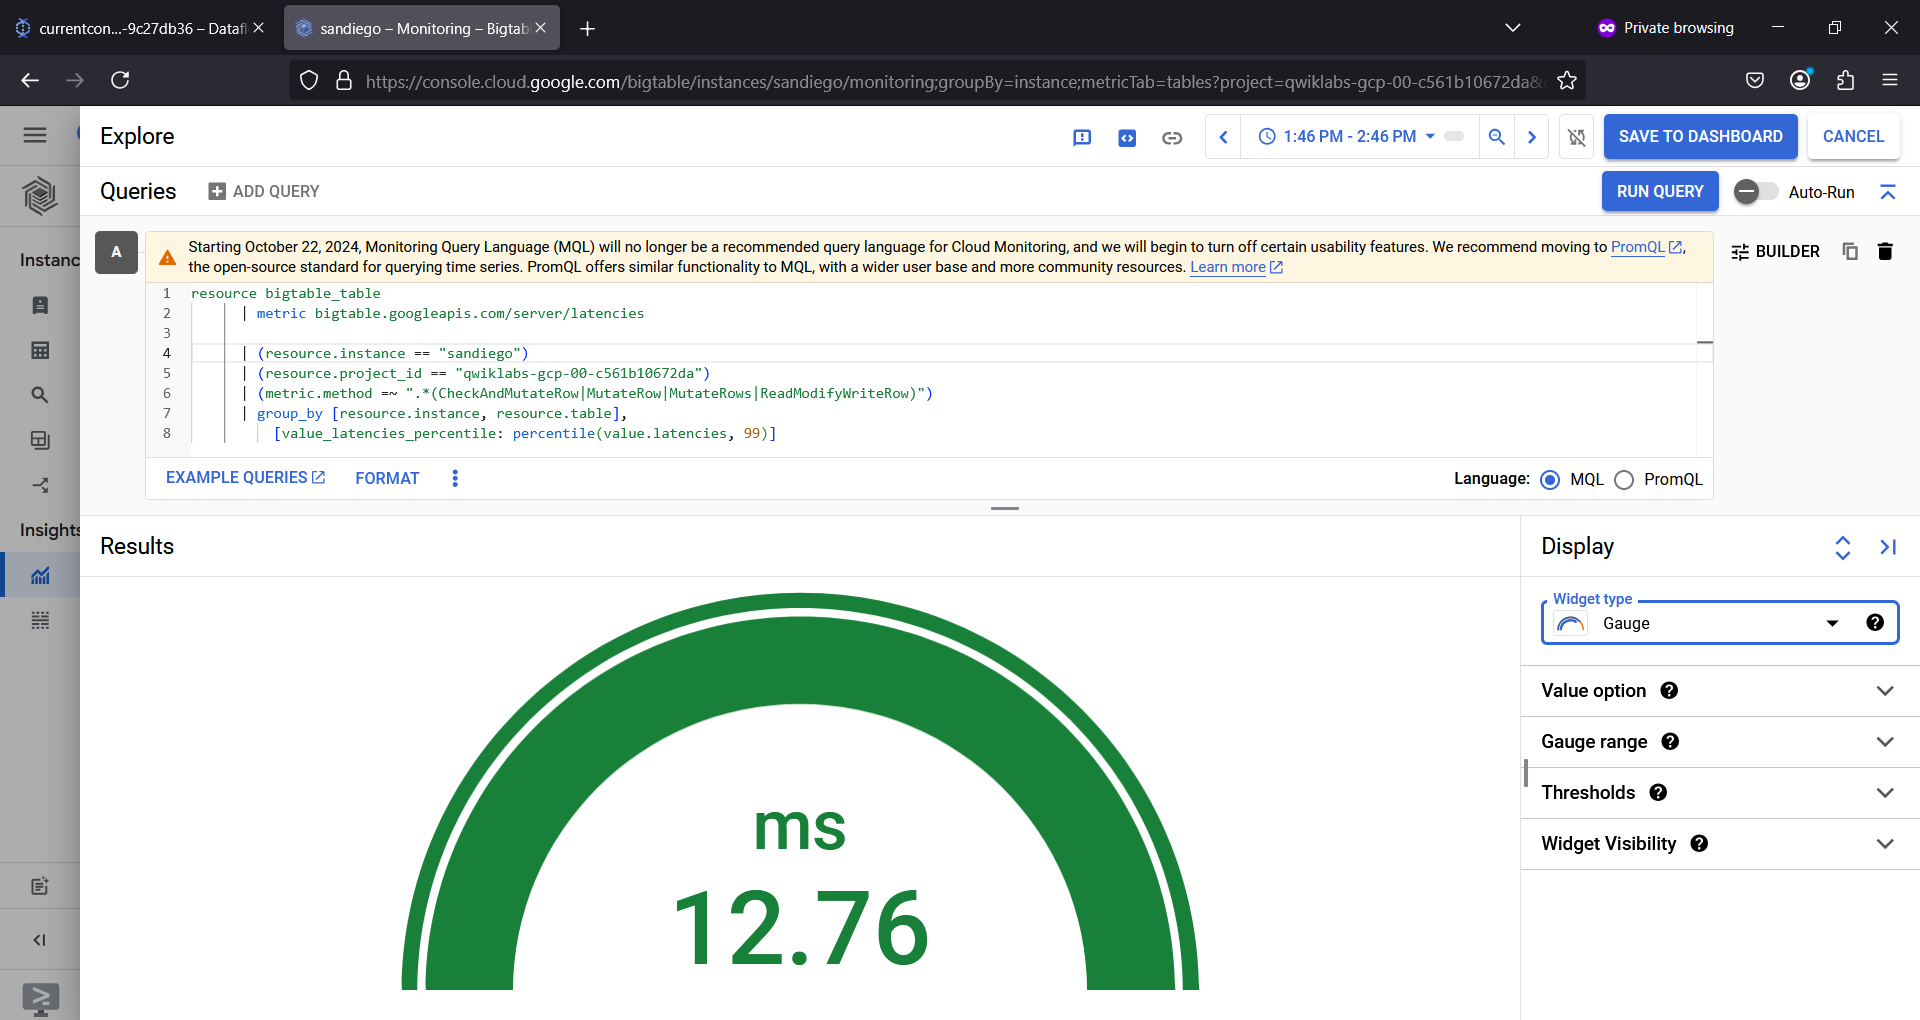 currentcon...-9c27db36 – Datafl
sandiego – Monitoring – Bigtab
Private browsing
https://console.cloud.google.com/bigtable/instances/sandiego/monitoring;groupBy=instance;metricTab=tables?project=qwiklabs-gcp-00-c561b10672da&
Explore
1:46 PM - 2:46 PM
SAVE TO DASHBOARD
CANCEL
Queries
ADD QUERY
RUN QUERY
Auto-Run
Instanc
A
Starting October 22, 2024, Monitoring Query Language (MQL) will no longer be a recommended query language for Cloud Monitoring, and we will begin to turn off certain usability features. We recommend moving to PromQL,
the open-source standard for querying time series. PromQL offers similar functionality to MQL, with a wider user base and more community resources. Learn more
BUILDER
1 resource bigtable_table
2 | metric bigtable.googleapis.com/server/latencies
3
4 | (resource.instance == "sandiego")
5 | (resource.project_id == "qwiklabs-gcp-00-c561b10672da")
6 | (metric.method =~ ".*(CheckAndMutateRow|MutateRow|MutateRows|ReadModifyWriteRow)")
7 | group_by [resource.instance, resource.table],
8 [value_latencies_percentile: percentile(value.latencies, 99)]
EXAMPLE QUERIES
FORMAT
Language:
MQL
PromQL
Insights
Results
Display
Widget type
Gauge
Value option
Gauge range
Thresholds
Widget Visibility
ms
12.76